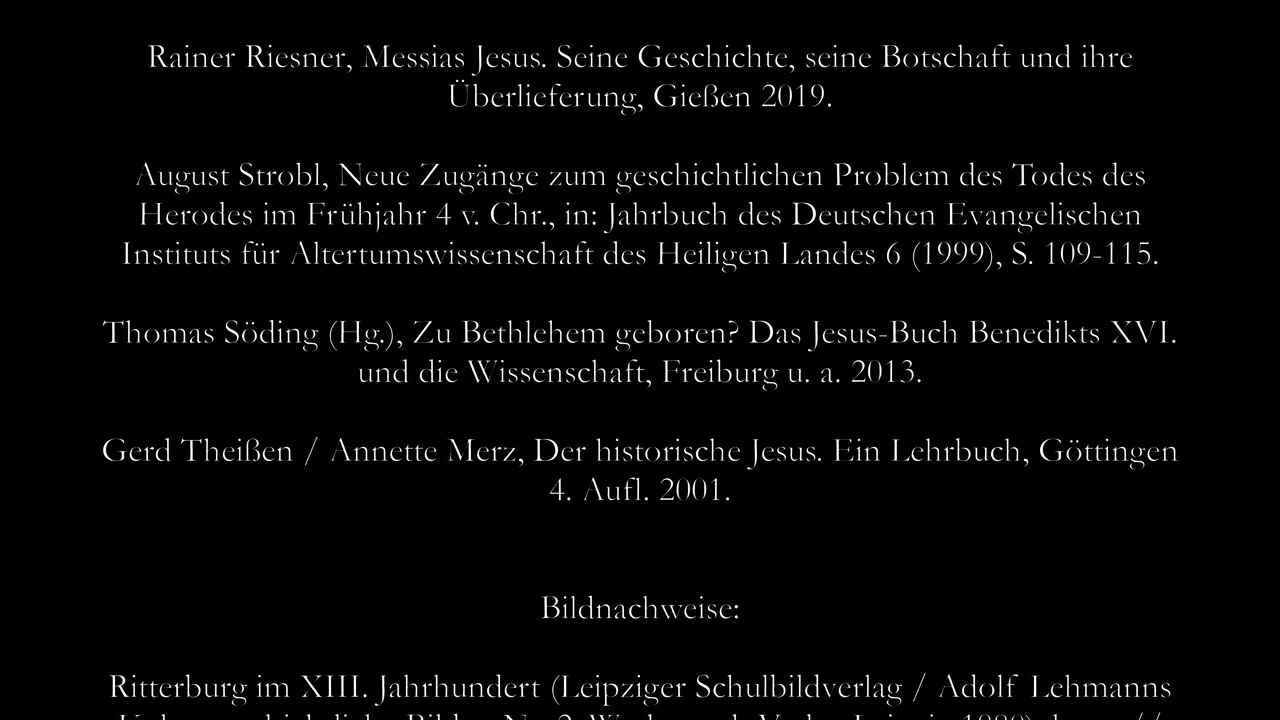 Rainer Riesner, Messias Jesus. Seine Geschichte, seine Botschaft und ihre
Überlieferung, Gießen 2019.
August Strobl, Neue Zugänge zum geschichtlichen Problem des Todes des
Herodes im Frühjahr 4 v. Chr., in: Jahrbuch des Deutschen Evangelischen
Instituts für Altertumswissenschaft des Heiligen Landes 6 (1999), S. 109-115.
Thomas Söding (Hg.), Zu Bethlehem geboren? Das Jesus-Buch Benedikts XVI.
und die Wissenschaft, Freiburg u. a. 2013.
Gerd Theißen / Annette Merz, Der historische Jesus. Ein Lehrbuch, Göttingen
4. Aufl. 2001.
Bildnachweise:
Ritterburg im XIII. Jahrhundert (Leipziger Schulbildverlag / Adolf Lehmanns